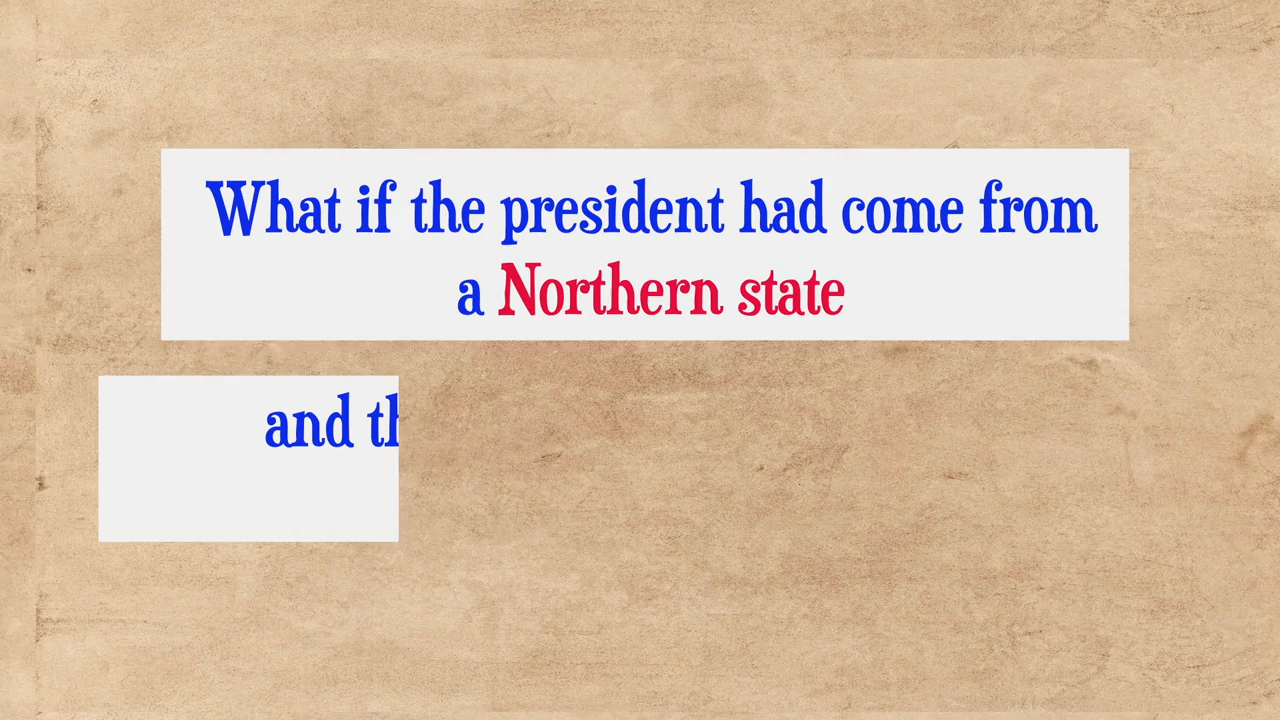 What if the president had come from
a Northern state
and